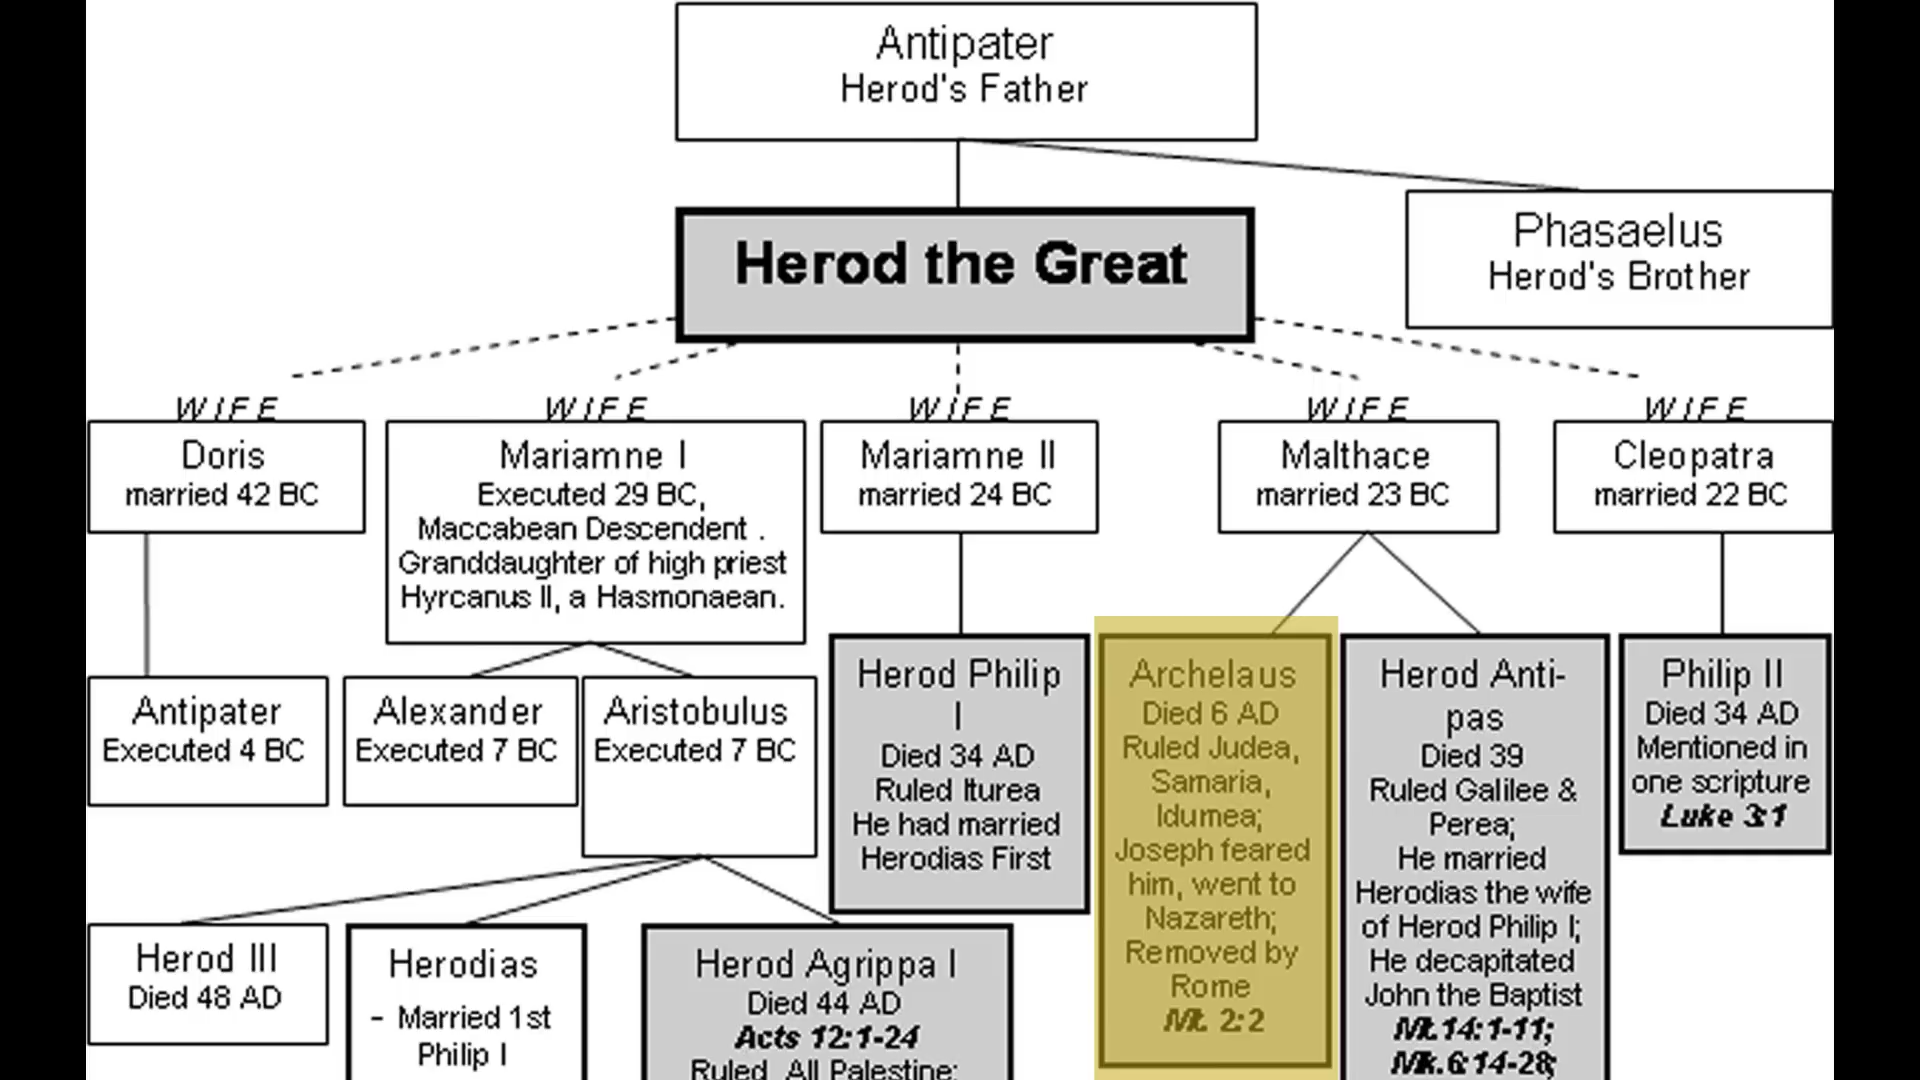 Antipater
Herod's Father
Herod the Great
Phasaelus
Herod's Brother
WIFE
Doris
married 42 BC
WIFE
Mariamne I
Executed 29 BC,
Maccabean Descendent .
Granddaughter of high priest
Hyrcanus II, a Hasmonaean.
WIFE
Mariamne II
married 24 BC
WIFE
Malthace
married 23 BC
WIFE
Cleopatra
married 22 BC
Antipater
Executed 4 BC
Alexander
Executed 7 BC
Aristobulus
Executed 7 BC
Herod Philip
I
Died 34 AD
Ruled Iturea
He had married
Herodias First
Archelaus
Died 6 AD
Ruled Judea,
Samaria,
Idumea;
Joseph feared
him, went to
Nazareth;
Removed by
Rome
Mt. 2:2
Herod Anti-
pas
Died 39
Ruled Galilee &
Perea;
He married
Herodias the wife
of Herod Philip I;
He decapitated
John the Baptist
Mt.14:1-11;
Mk.6:14-28;
Philip II
Died 34 AD
Mentioned in
one scripture
Luke 3:1
Herod III
Died 48 AD
Herodias
- Married 1st
Philip I
Herod Agrippa I
Died 44 AD
Acts 12:1-24
Ruled All Palestine;